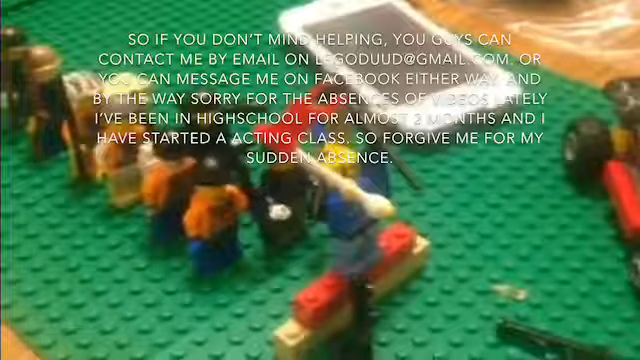 SO IF YOU DON'T MIND HELPING, YOU GUYS CAN
CONTACT ME BY EMAIL ON LEGODUUD@GMAIL.COM. OR
YOU CAN MESSAGE ME ON FACEBOOK EITHER WAY. AND
BY THE WAY SORRY FOR THE ABSENCES OF VIDEOS LATELY
I'VE BEEN IN HIGHSCHOOL FOR ALMOST 2 MONTHS AND I
HAVE STARTED A ACTING CLASS. SO FORGIVE ME FOR MY
SUDDEN ABSENCE.